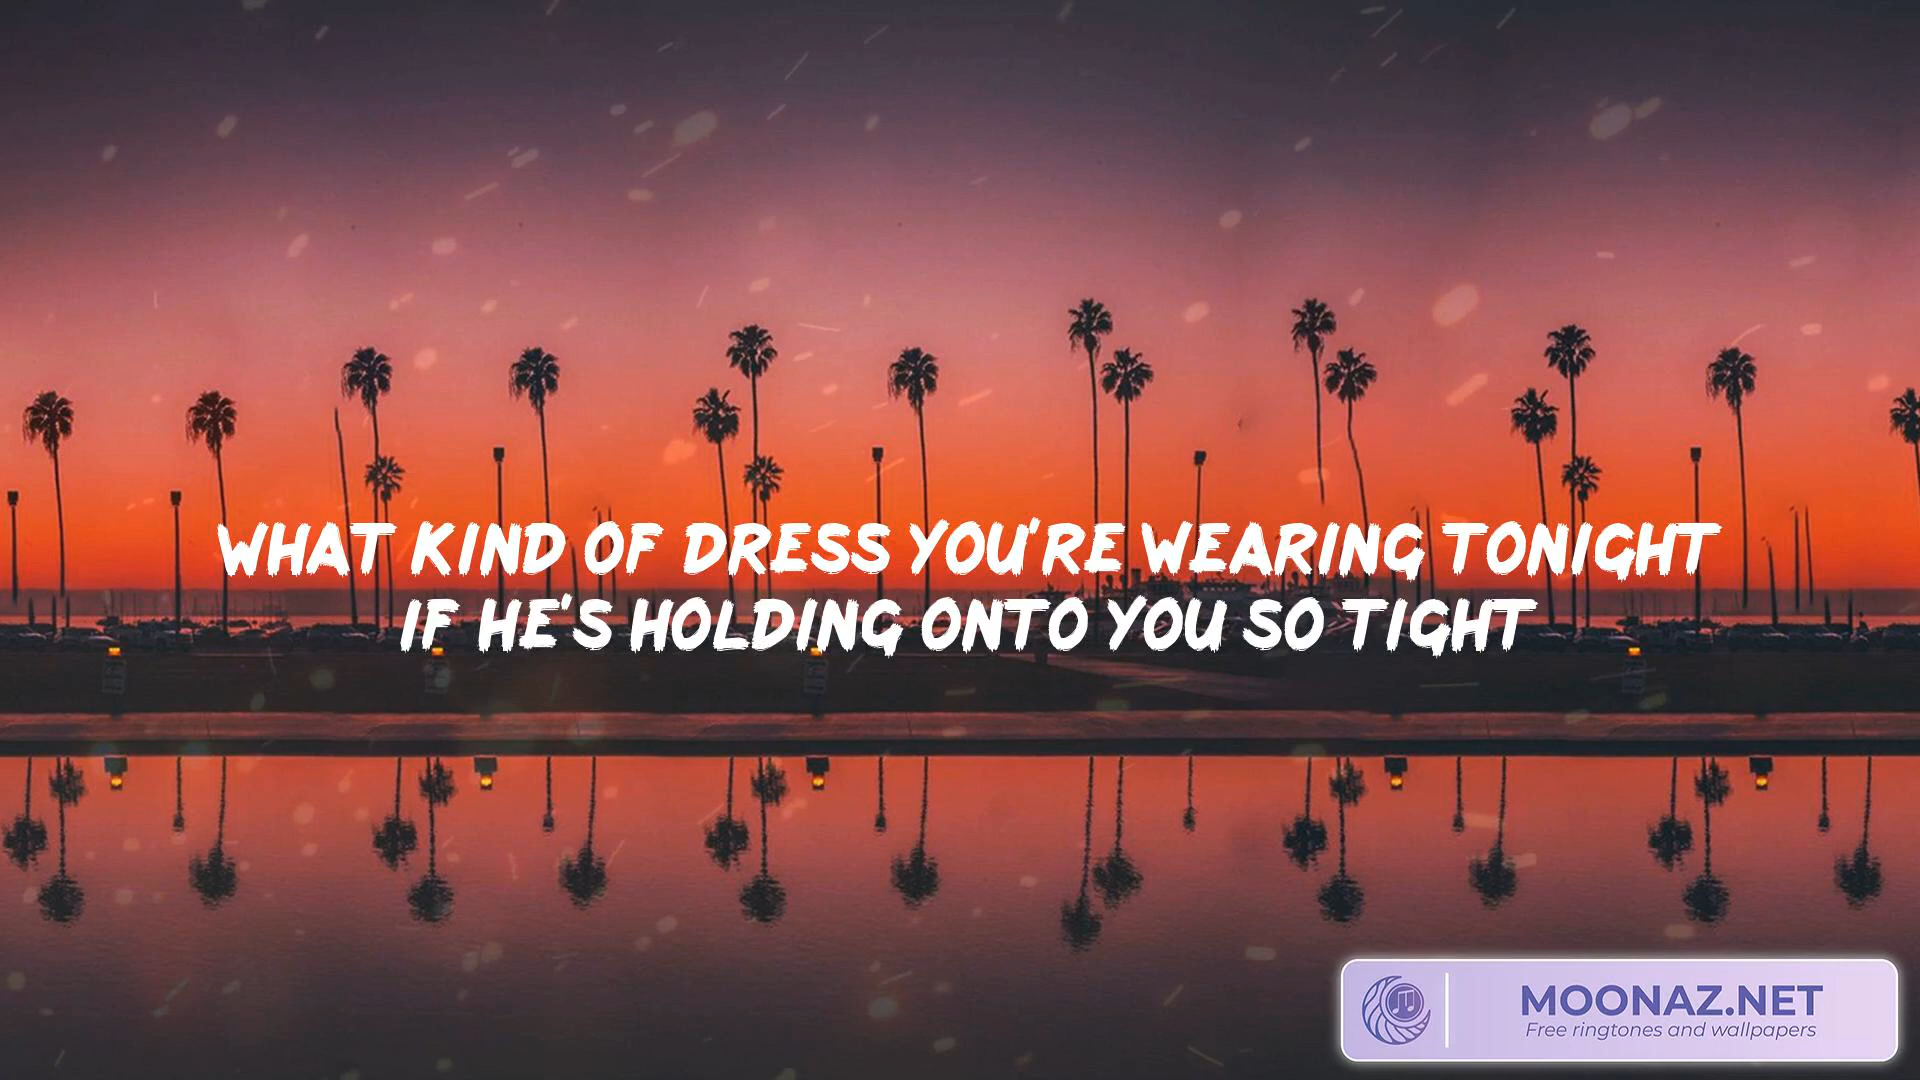 WHAT KIND OF DRESS YOU'RE WEARING TONIGHT
IF HE'S HOLDING ONTO YOU SO TIGHT
MOONAZ.NET
Free ringtones and wallpapers